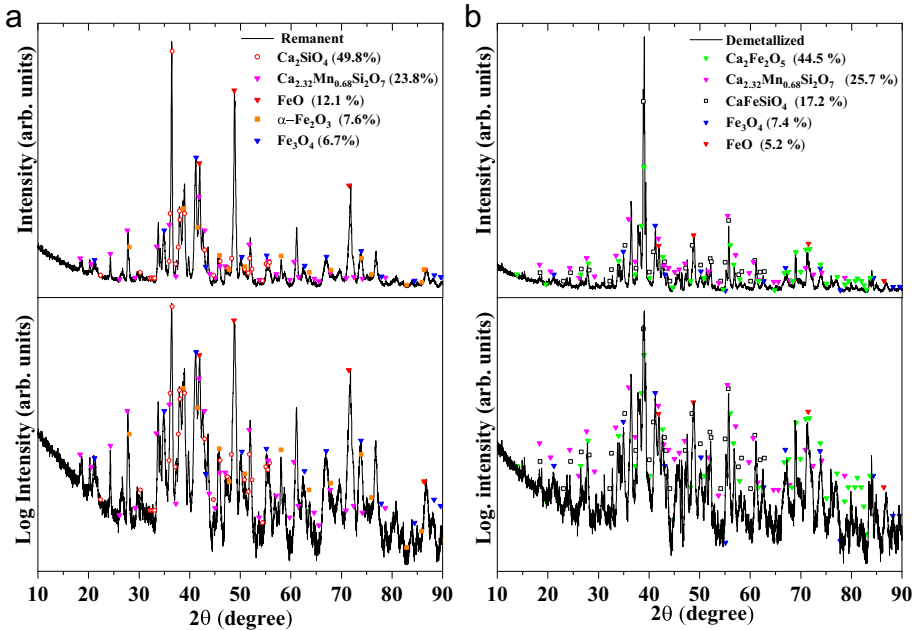 a
Remanent
Ca₂SiO₄ (49.8%)
Ca₂.₃₂Mn₀.₆₈Si₂O₇ (23.8%)
FeO (12.1 %)
α−Fe₂O₃ (7.6%)
Fe₃O₄ (6.7%)
Intensity (arb. units)
Log Intensity (arb. units)
10 20 30 40 50 60 70 80 90
2θ (degree)
b
Demetallized
Ca₂Fe₂O₅ (44.5 %)
Ca₂.₃₂Mn₀.₆₈Si₂O₇ (25.7 %)
CaFeSiO₄ (17.2 %)
Fe₃O₄ (7.4 %)
FeO (5.2 %)
Intensity (arb. units)
Log. intensity (arb. units)
10 20 30 40 50 60 70 80 90
2θ (degree)